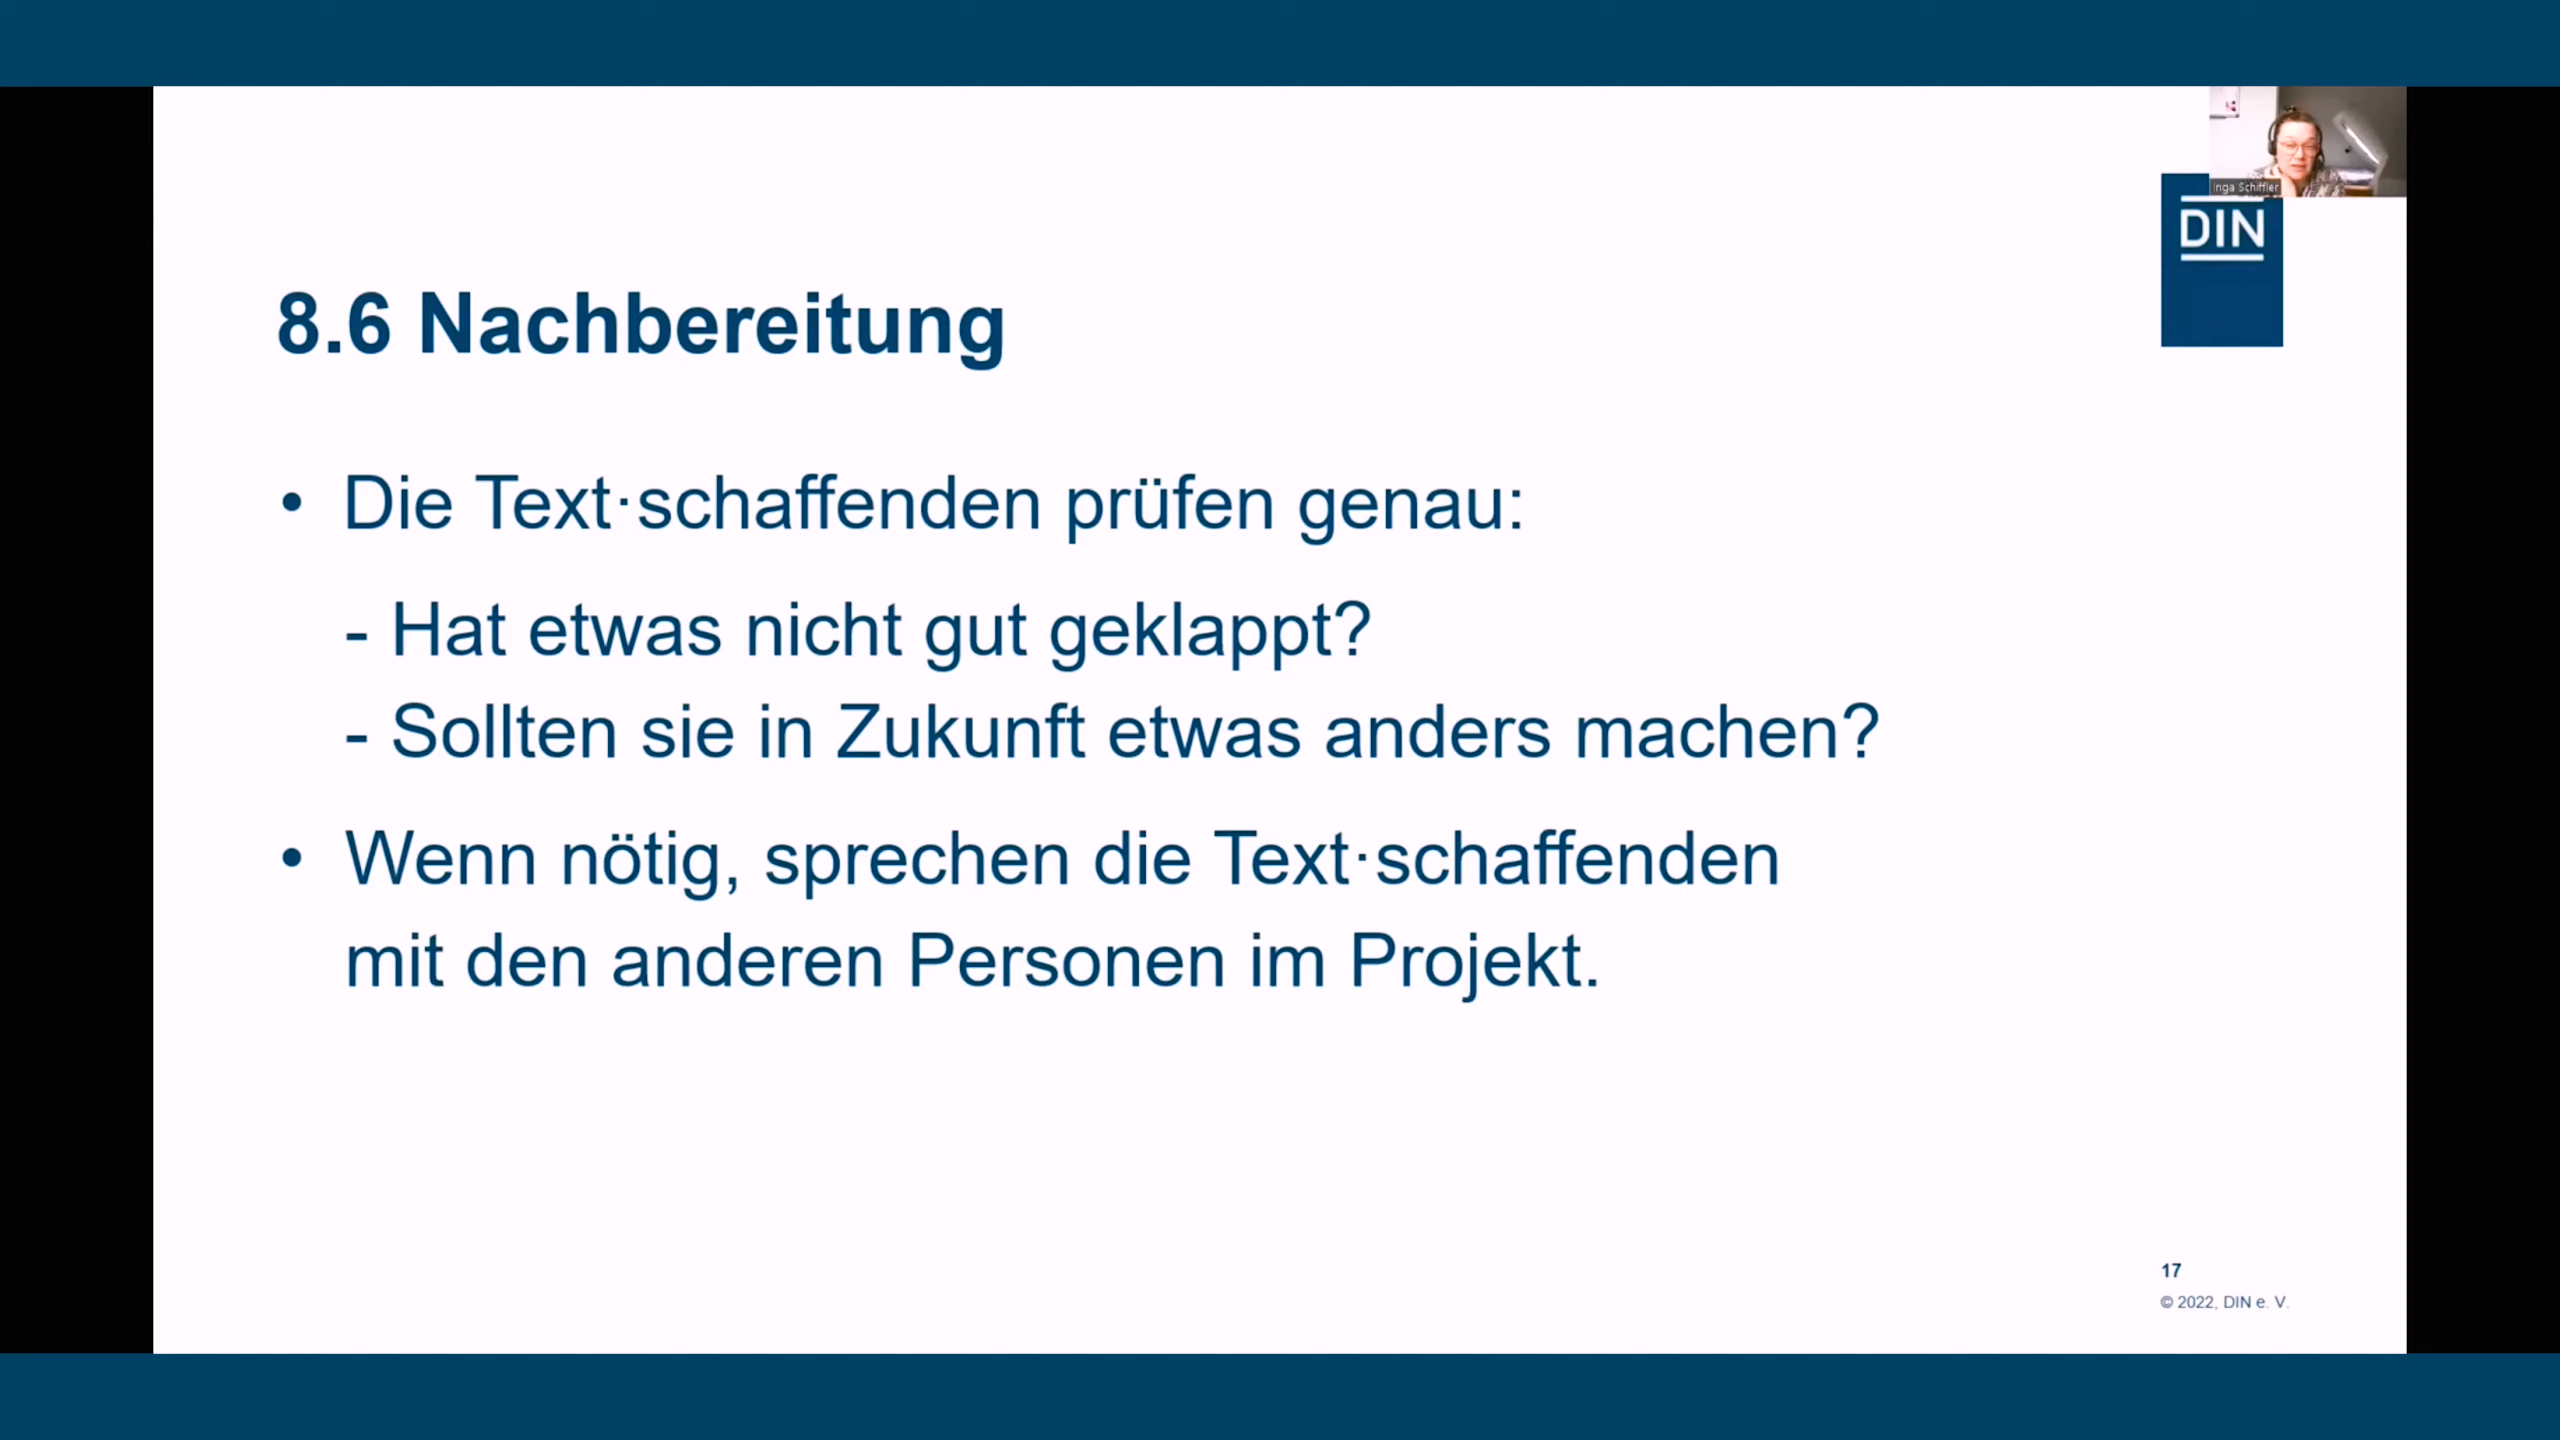 Inga Schiffler
DIN
8.6 Nachbereitung
• Die Text·schaffenden prüfen genau:
- Hat etwas nicht gut geklappt?
- Sollten sie in Zukunft etwas anders machen?
• Wenn nötig, sprechen die Text·schaffenden
mit den anderen Personen im Projekt.
17
© 2022, DIN e. V.